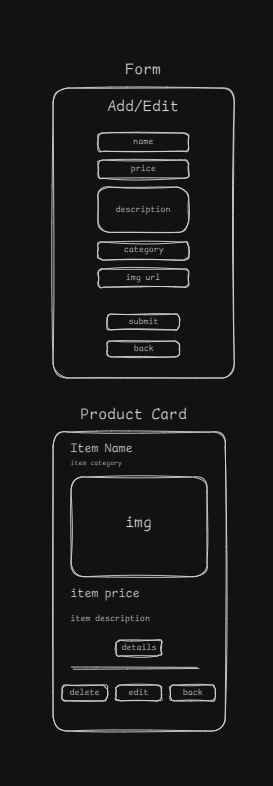 Form
Add/Edit
name
price
description
category
img url
submit
back
Product Card
Item Name
item category
img
item price
item description
details
delete edit back